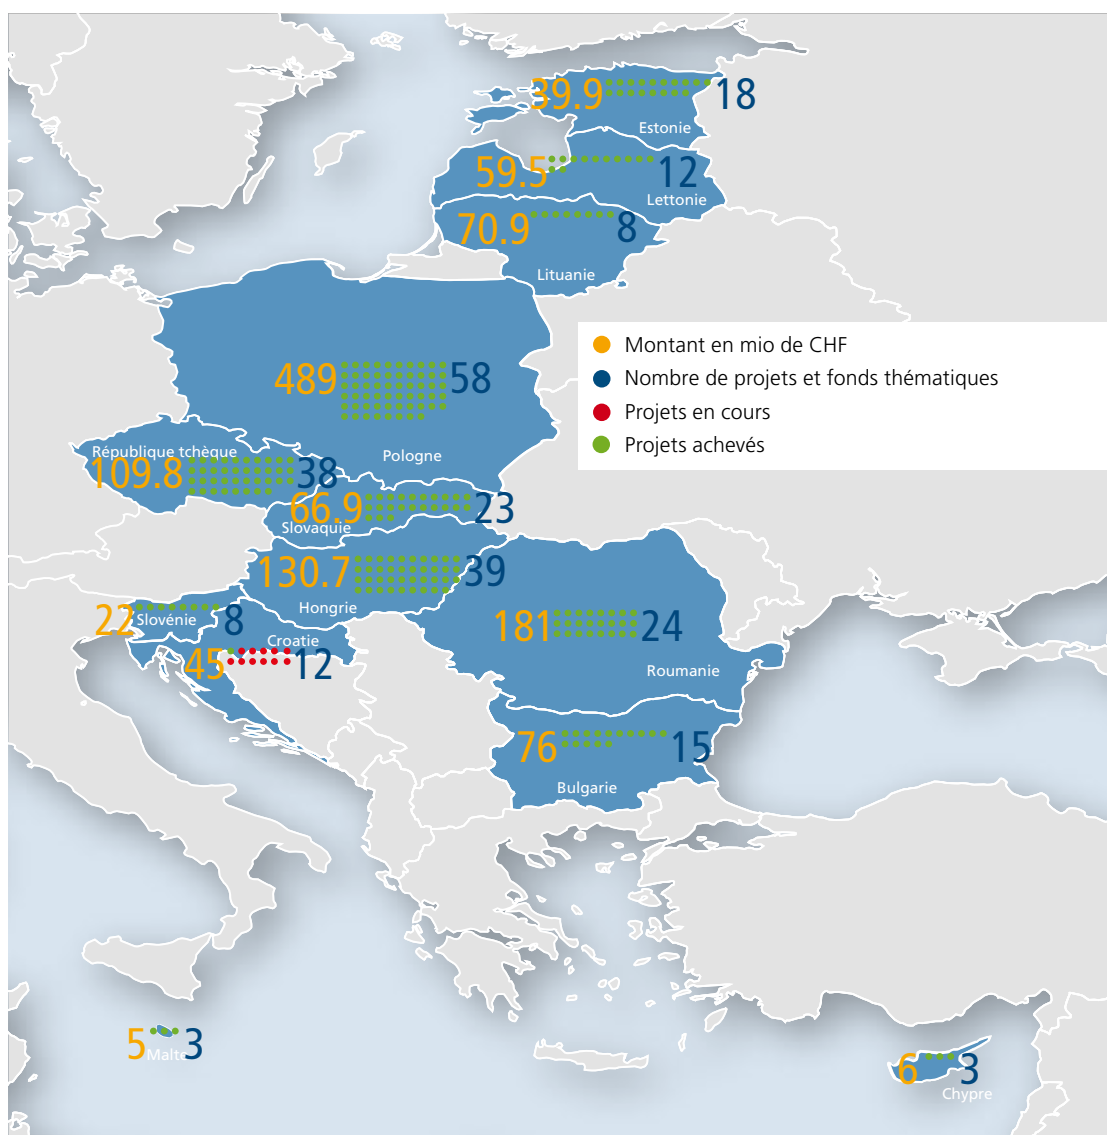 39.9 18
Estonie
59.5 12
Lettonie
70.9 8
Lituanie
Montant en mio de CHF
Nombre de projets et fonds thématiques
Projets en cours
Projets achevés
489 58
Pologne
République tchèque
109.8 38
66.9 23
Slovaquie
130.7 39
Hongrie
22 Slovénie 8
Croatie
45 12
181 24
Roumanie
76 15
Bulgarie
5 Malte 3
6 3
Chypre